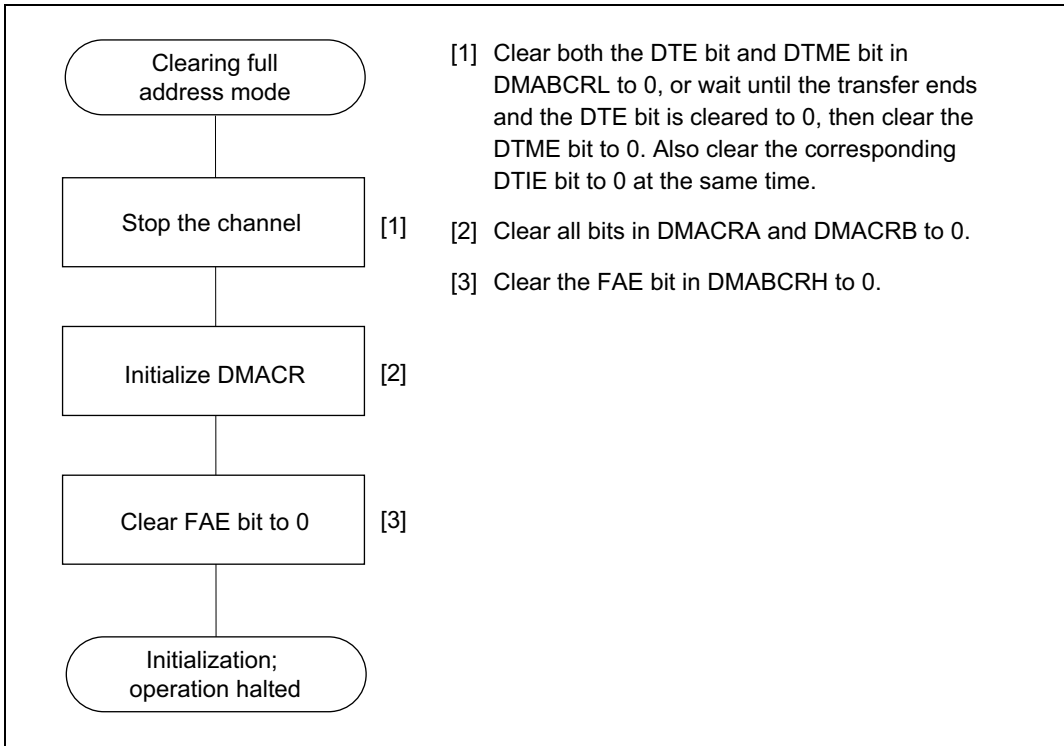 Clearing full
address mode
Stop the channel
[1]
Initialize DMACR
[2]
Clear FAE bit to 0
[3]
Initialization;
operation halted
[1] Clear both the DTE bit and DTME bit in
DMABCRL to 0, or wait until the transfer ends
and the DTE bit is cleared to 0, then clear the
DTME bit to 0. Also clear the corresponding
DTIE bit to 0 at the same time.
[2] Clear all bits in DMACRA and DMACRB to 0.
[3] Clear the FAE bit in DMABCRH to 0.